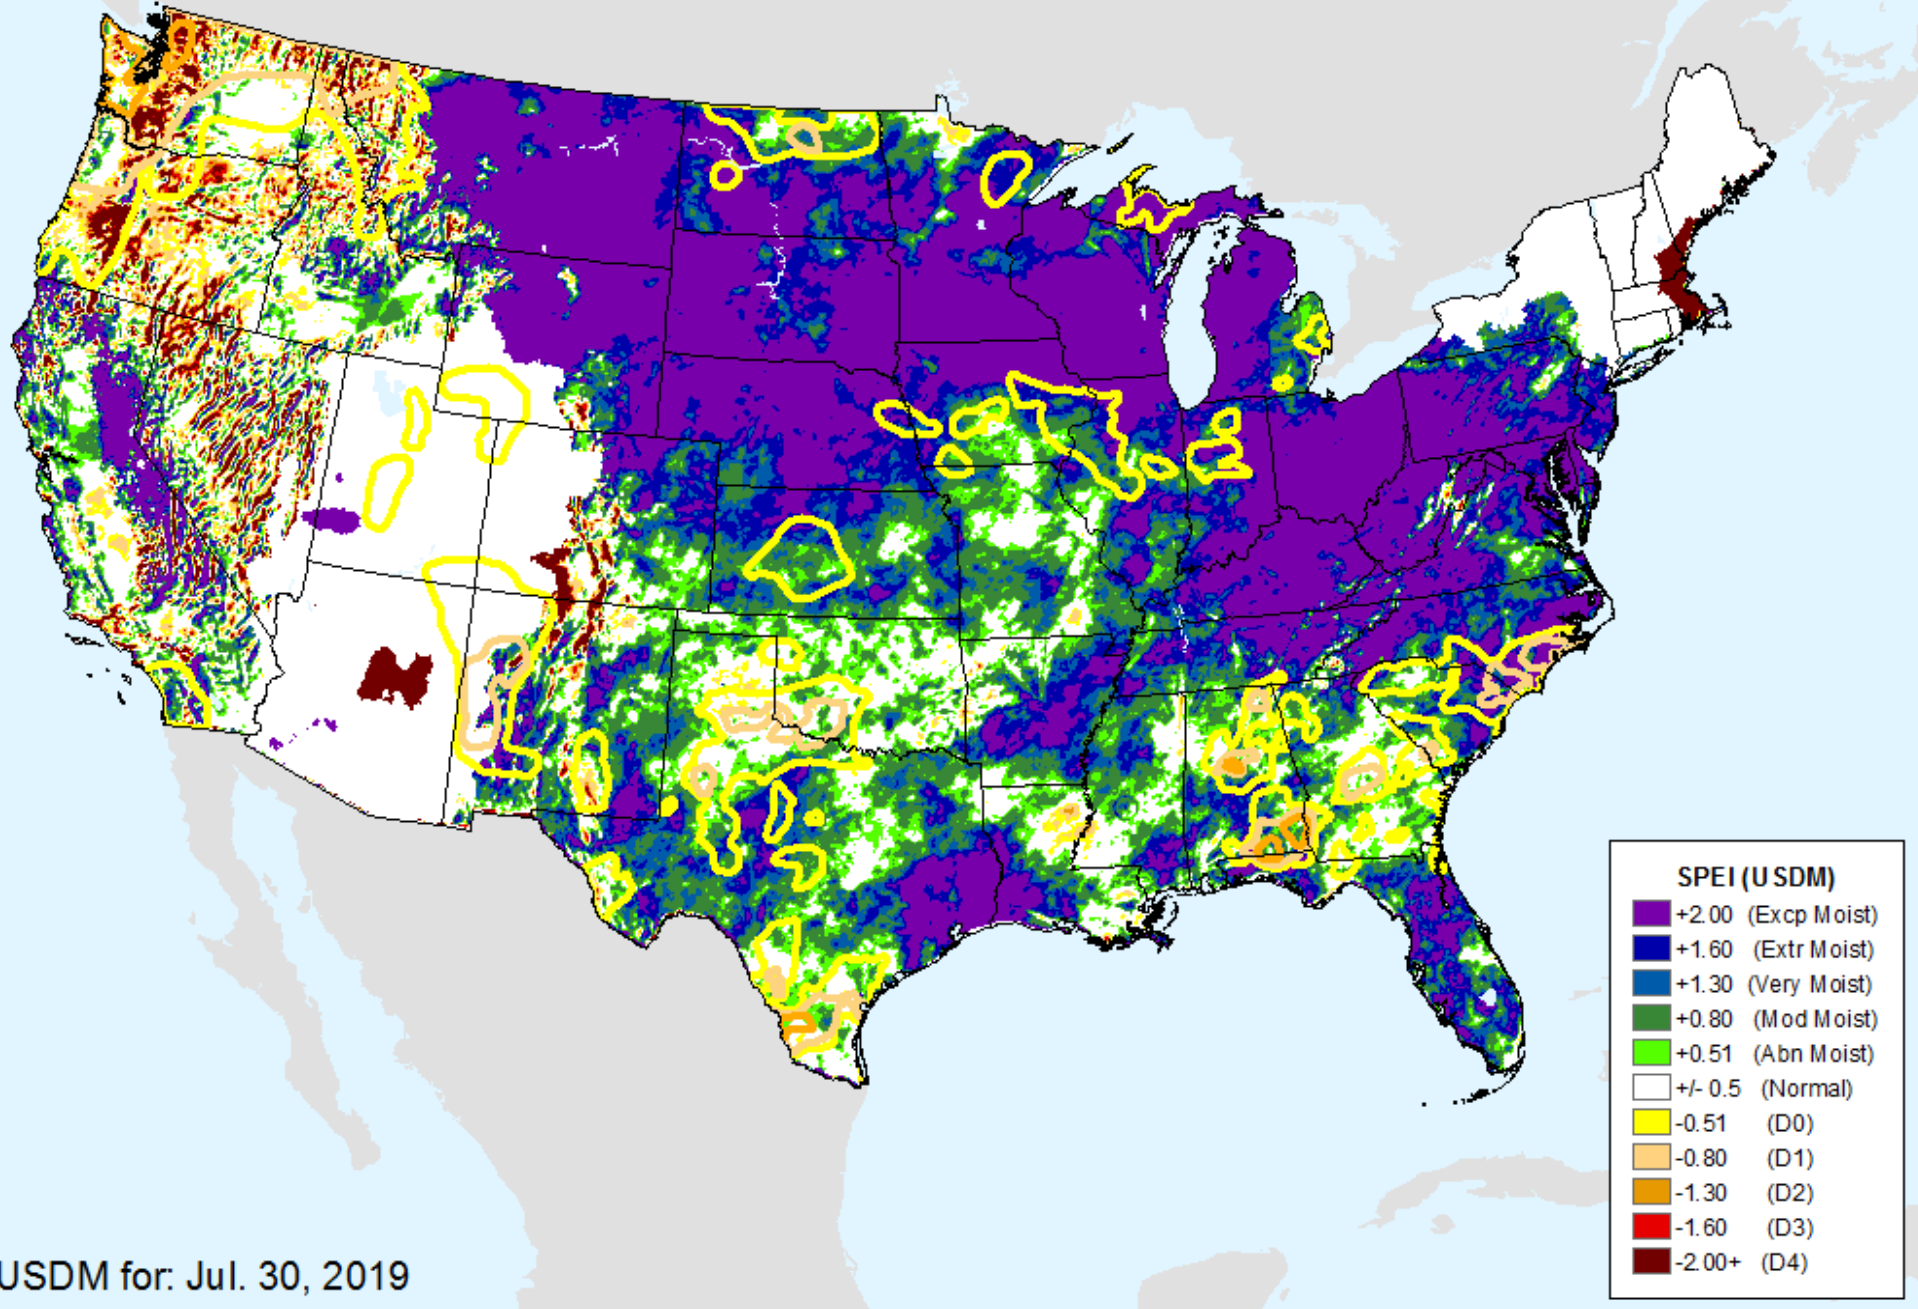 SPEI (USDM)
+2.00 (Excp Moist)
+1.60 (Extr Moist)
+1.30 (Very Moist)
+0.80 (Mod Moist)
+0.51 (Abn Moist)
+/- 0.5 (Normal)
-0.51 (D0)
-0.80 (D1)
-1.30 (D2)
-1.60 (D3)
-2.00+ (D4)
USDM for: Jul. 30, 2019